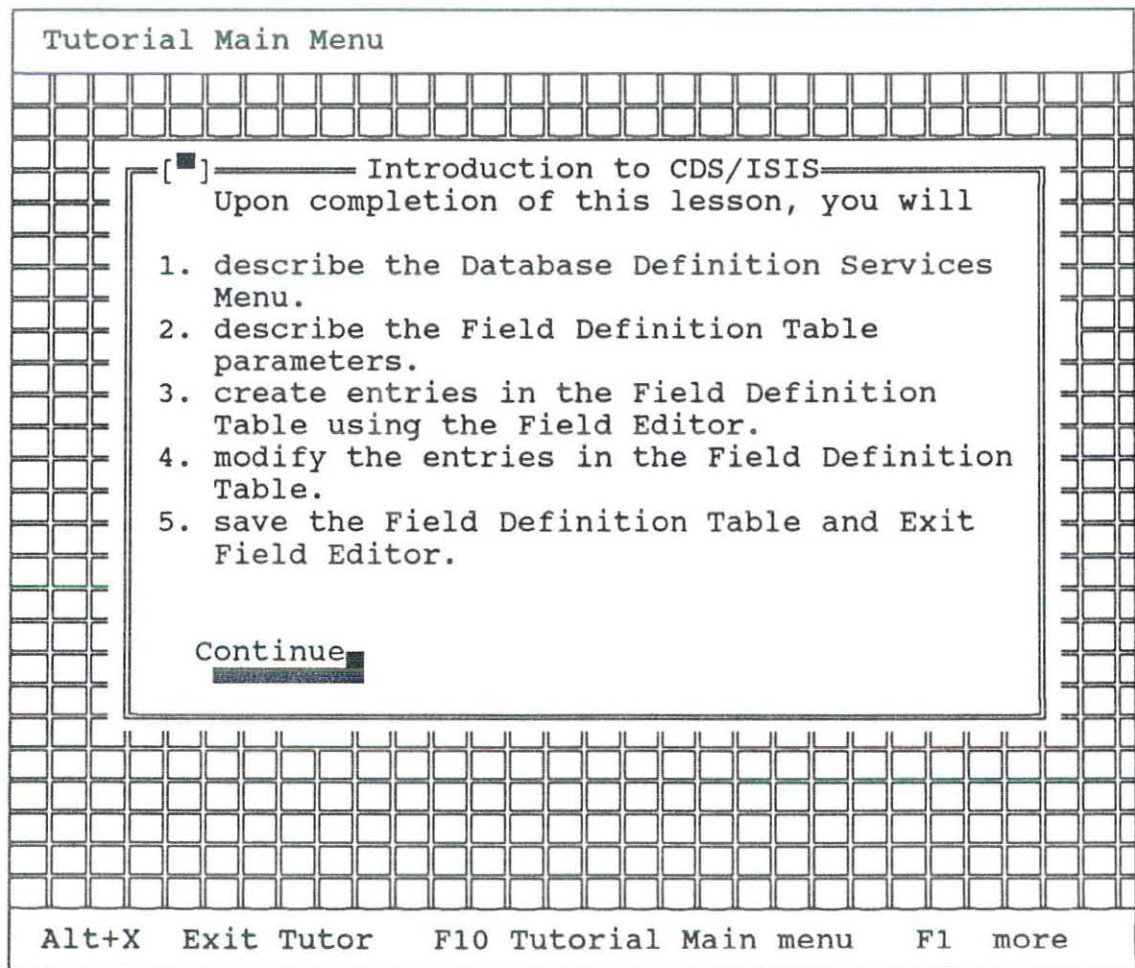 Tutorial Main Menu
[■] Introduction to CDS/ISIS
Upon completion of this lesson, you will
1. describe the Database Definition Services
Menu.
2. describe the Field Definition Table
parameters.
3. create entries in the Field Definition
Table using the Field Editor.
4. modify the entries in the Field Definition
Table.
5. save the Field Definition Table and Exit
Field Editor.
Continue
Alt+X Exit Tutor F10 Tutorial Main menu F1 more